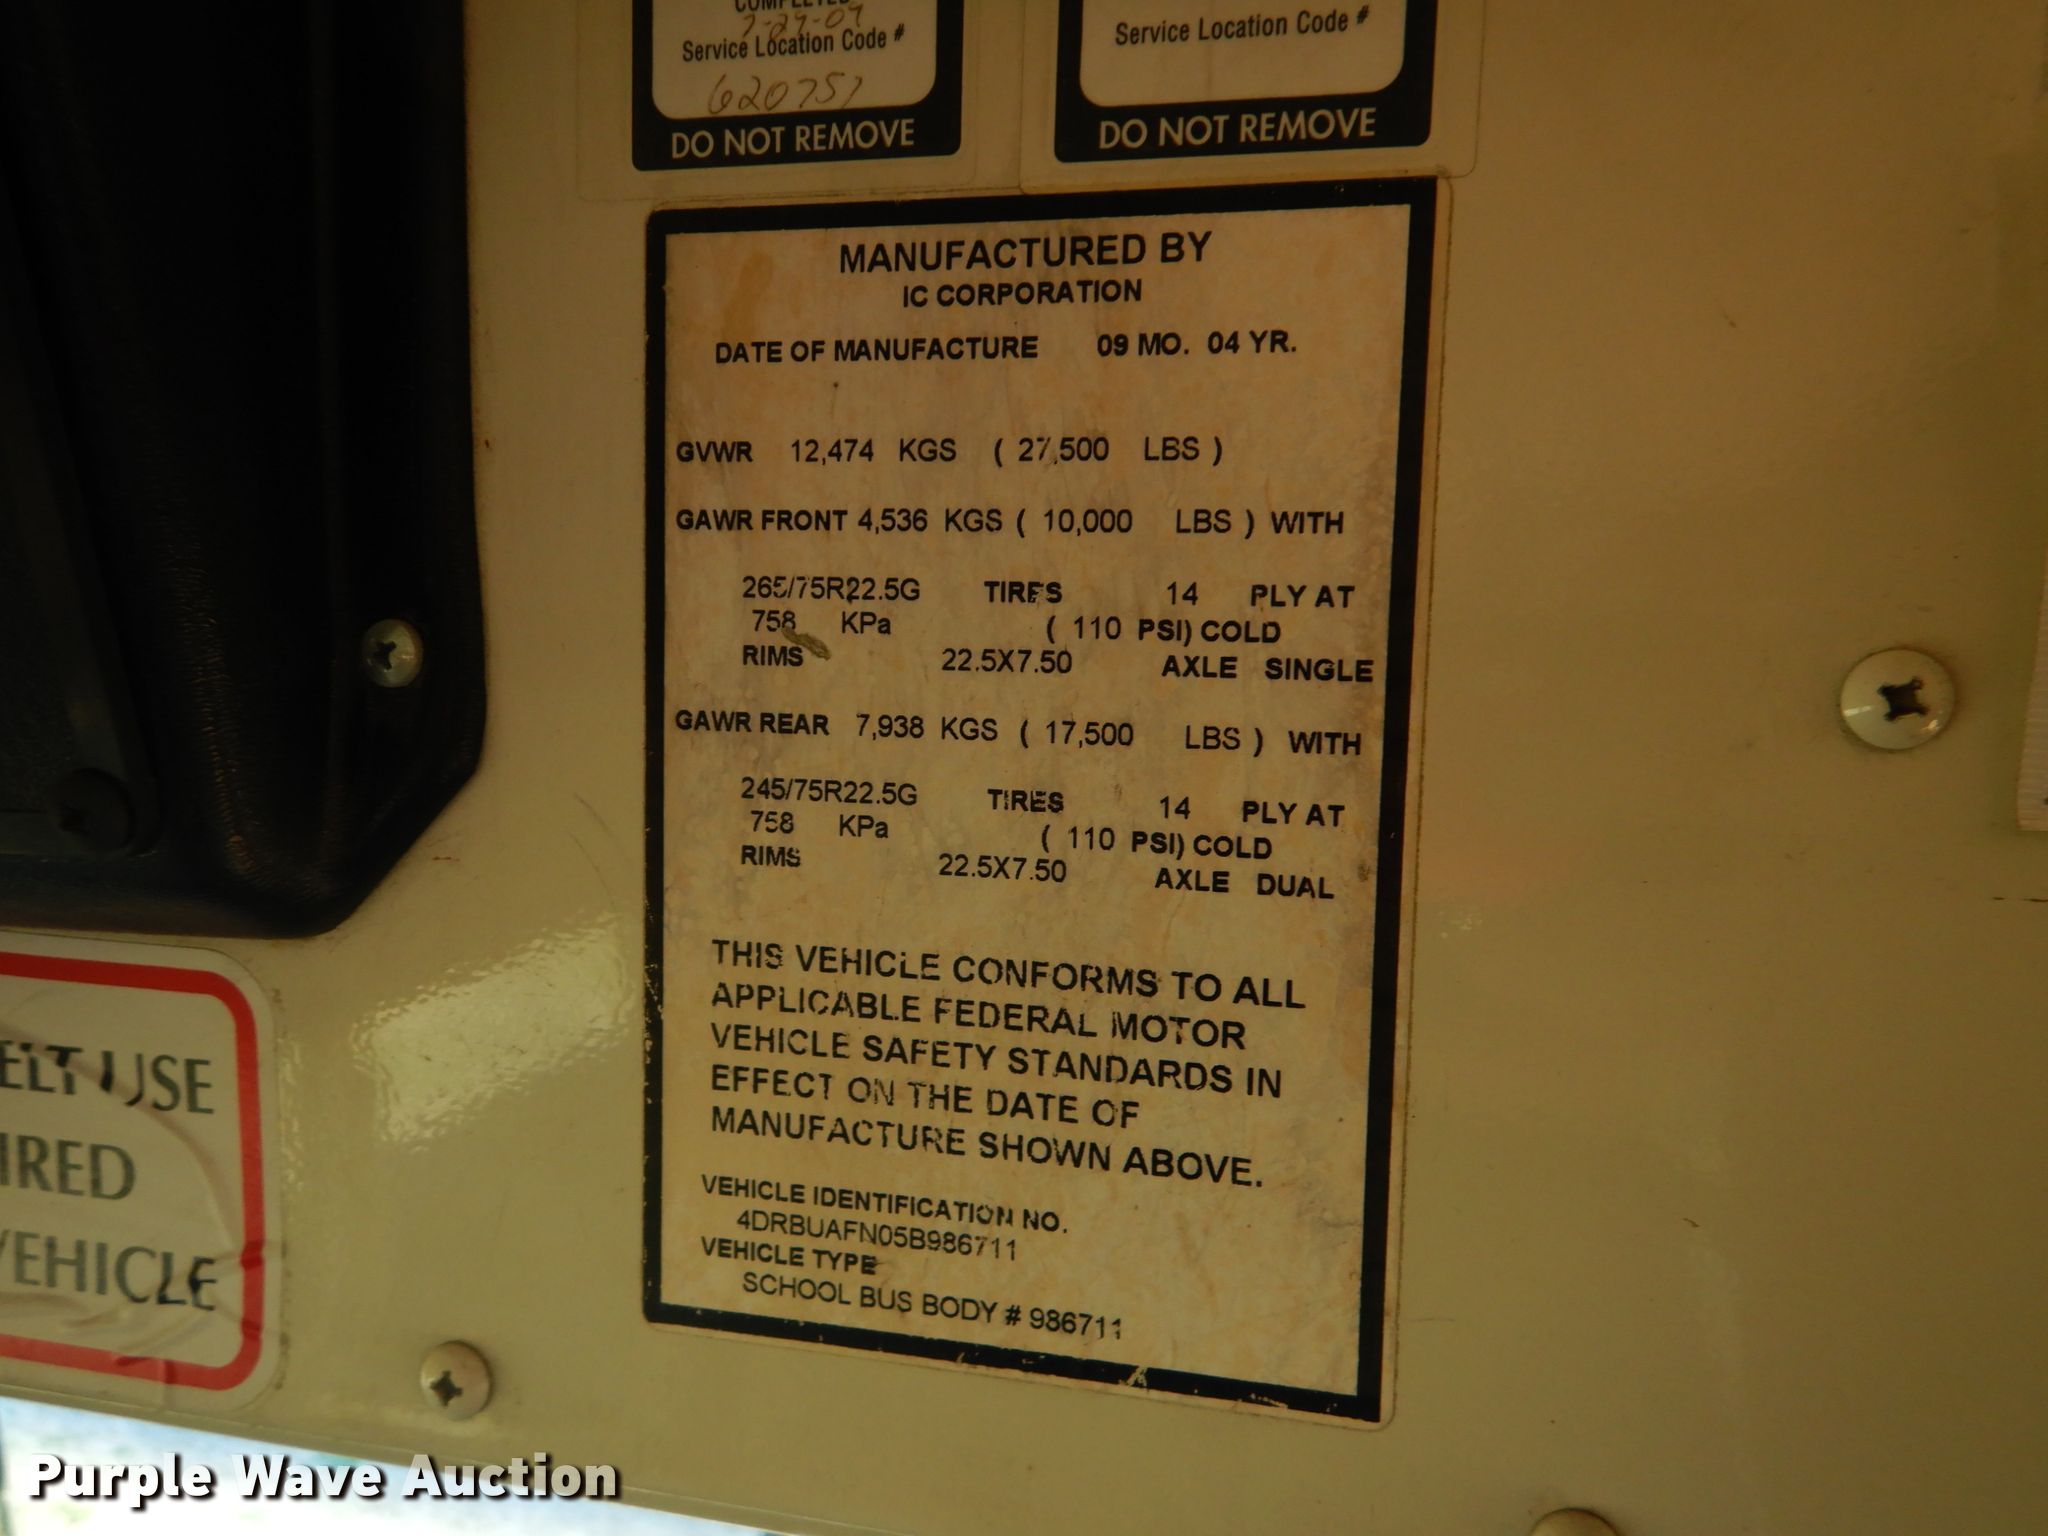 COMPLETED
Service Location Code #
620757
DO NOT REMOVE
Service Location Code #
DO NOT REMOVE
MANUFACTURED BY
IC CORPORATION
DATE OF MANUFACTURE 09 MO. 04 YR.
GVWR 12,474 KGS ( 27,500 LBS )
GAWR FRONT 4,536 KGS ( 10,000 LBS ) WITH
265/75R22.5G TIRES 14 PLY AT
758 KPa ( 110 PSI) COLD
RIMS 22.5X7.50 AXLE SINGLE
GAWR REAR 7,938 KGS ( 17,500 LBS ) WITH
245/75R22.5G TIRES 14 PLY AT
758 KPa ( 110 PSI) COLD
RIMS 22.5X7.50 AXLE DUAL
THIS VEHICLE CONFORMS TO ALL
APPLICABLE FEDERAL MOTOR
VEHICLE SAFETY STANDARDS IN
EFFECT ON THE DATE OF
MANUFACTURE SHOWN ABOVE.
VEHICLE IDENTIFICATION NO.
4DRBUAFN05B986711
VEHICLE TYPE
SCHOOL BUS BODY # 986711
ELT USE
IRED
VEHICLE
Purple Wave Auction